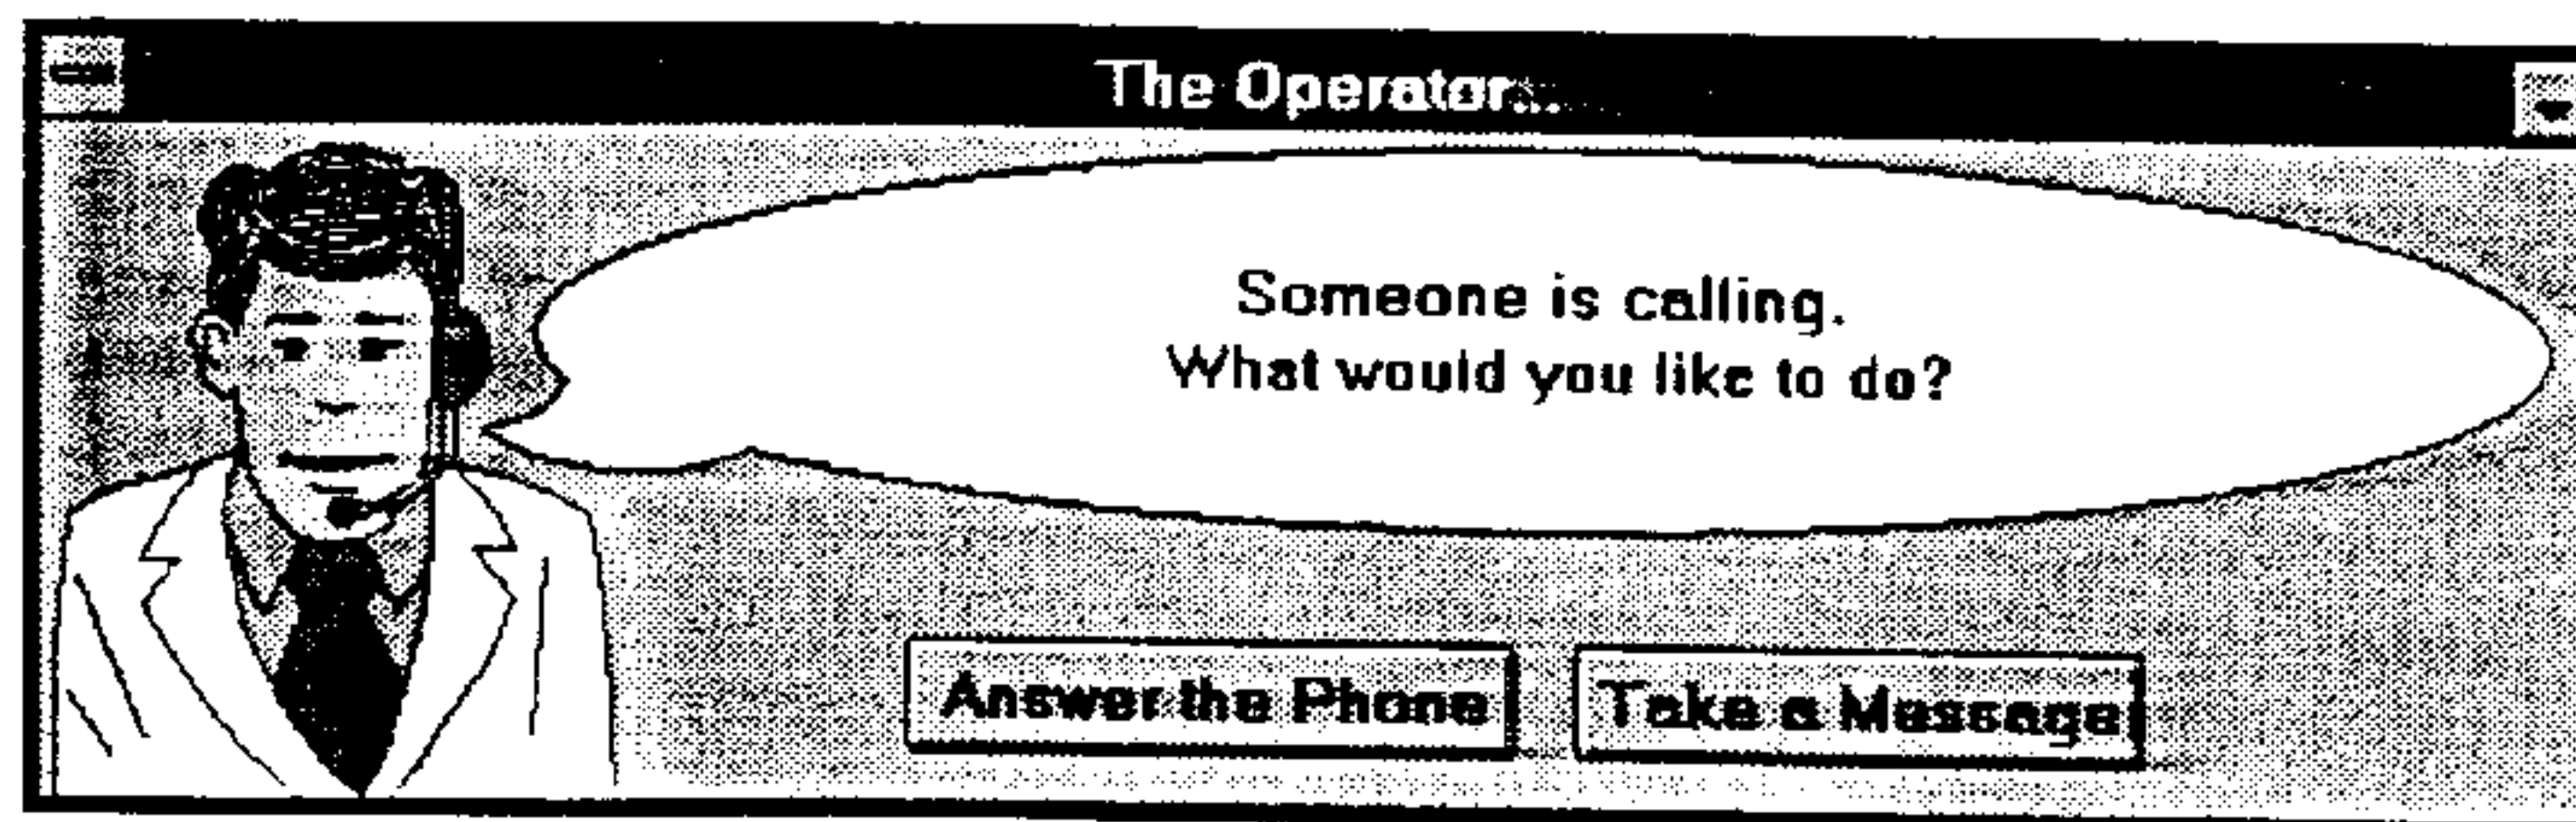 The Operator...
Someone is calling.
What would you like to do?
Answer the Phone
Take a Message